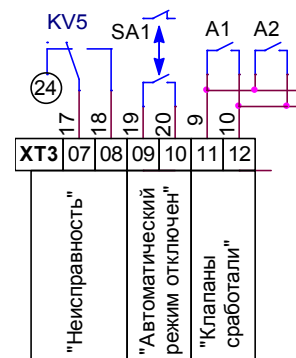 KV5
SA1
A1
A2
24
17
18
19
20
9
10
XT3
07
08
09
10
11
12
"Неисправность"
"Автоматический
режим отключен"
"Клапаны
сработали"